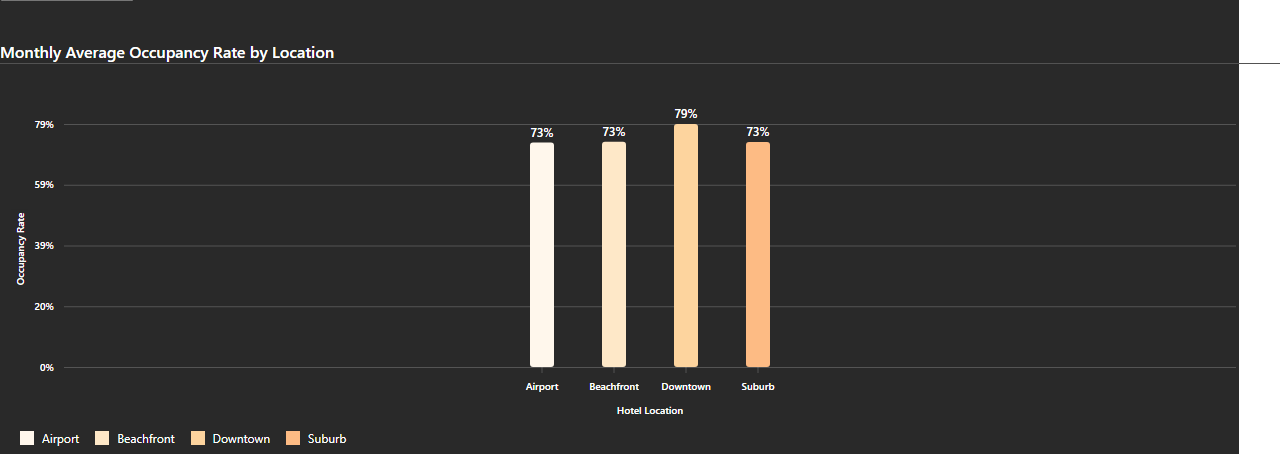 Monthly Average Occupancy Rate by Location
79%
73%
73%
73%
79%
59%
39%
20%
0%
Occupancy Rate
Airport
Beachfront
Downtown
Suburb
Hotel Location
Airport
Beachfront
Downtown
Suburb